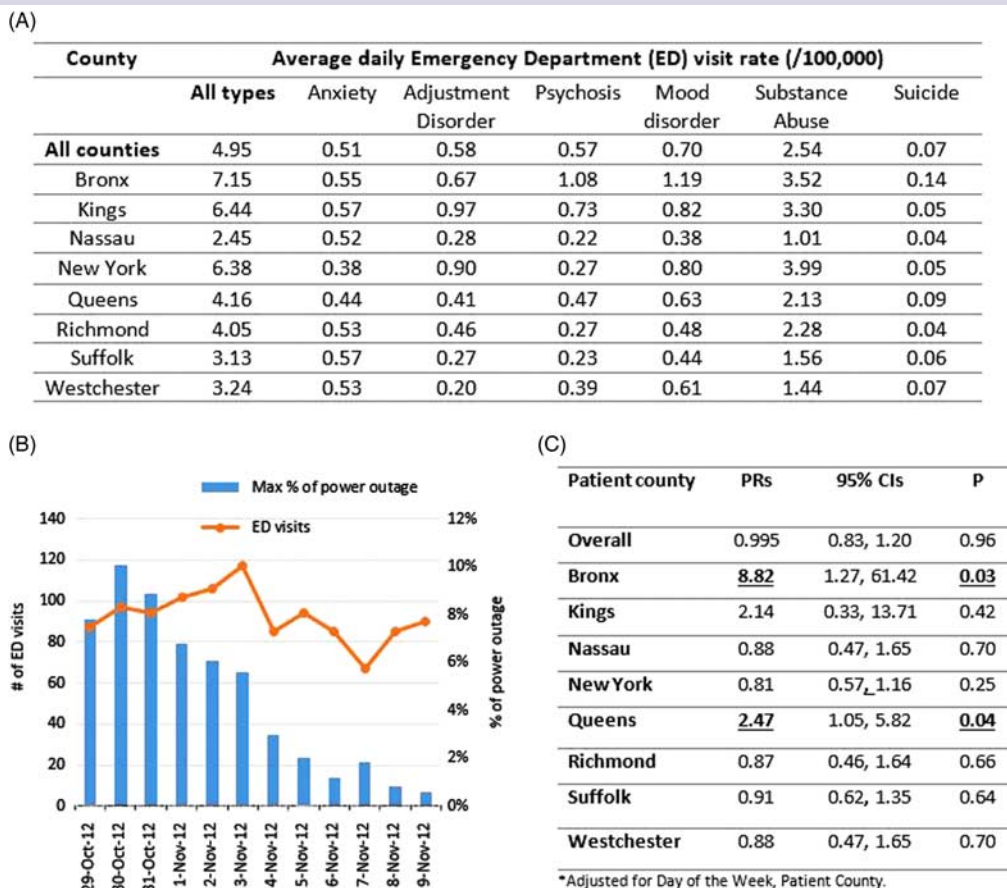 (A)
County Average daily Emergency Department (ED) visit rate (/100,000)
All types Anxiety Adjustment Disorder Psychosis Mood disorder Substance Abuse Suicide
All counties 4.95 0.51 0.58 0.57 0.70 2.54 0.07
Bronx 7.15 0.55 0.67 1.08 1.19 3.52 0.14
Kings 6.44 0.57 0.97 0.73 0.82 3.30 0.05
Nassau 2.45 0.52 0.28 0.22 0.38 1.01 0.04
New York 6.38 0.38 0.90 0.27 0.80 3.99 0.05
Queens 4.16 0.44 0.41 0.47 0.63 2.13 0.09
Richmond 4.05 0.53 0.46 0.27 0.48 2.28 0.04
Suffolk 3.13 0.57 0.27 0.23 0.44 1.56 0.06
Westchester 3.24 0.53 0.20 0.39 0.61 1.44 0.07
(B)
Max % of power outage
ED visits
# of ED visits
140
120
100
80
60
40
20
0
12%
10%
8%
6%
4%
2%
0%
% of power outage
29-Oct-12
30-Oct-12
31-Oct-12
1-Nov-12
2-Nov-12
3-Nov-12
4-Nov-12
5-Nov-12
6-Nov-12
7-Nov-12
8-Nov-12
9-Nov-12
(C)
Patient county PRs 95% CIs P
Overall 0.995 0.83, 1.20 0.96
Bronx 8.82 1.27, 61.42 0.03
Kings 2.14 0.33, 13.71 0.42
Nassau 0.88 0.47, 1.65 0.70
New York 0.81 0.57, 1.16 0.25
Queens 2.47 1.05, 5.82 0.04
Richmond 0.87 0.46, 1.64 0.66
Suffolk 0.91 0.62, 1.35 0.64
Westchester 0.88 0.47, 1.65 0.70
*Adjusted for Day of the Week, Patient County.